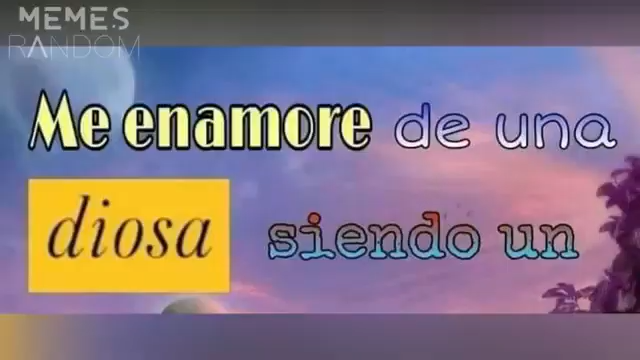 MEMES
RANDOM
Me enamore de una
diosa siendo un